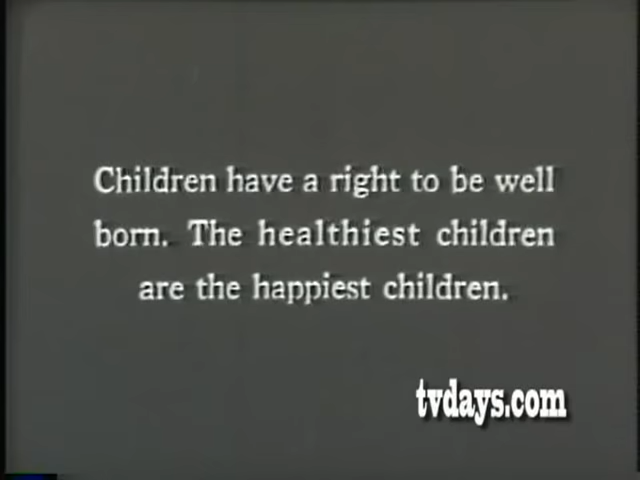 Children have a right to be well
born. The healthiest children
are the happiest children.
tvdays.com